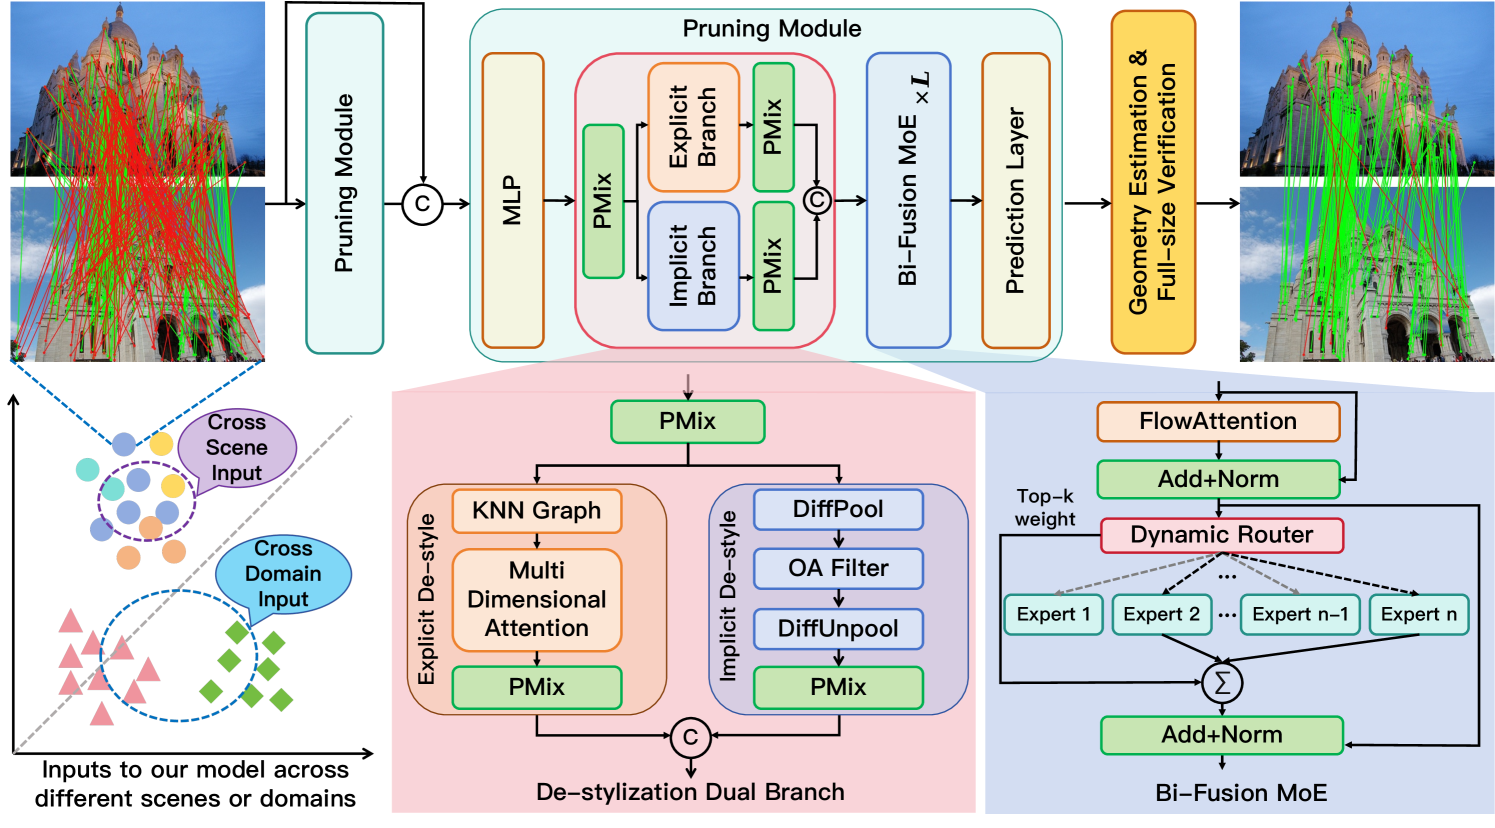 Pruning Module
C
Pruning Module
MLP
PMix
Explicit
Branch
Implicit
Branch
PMix
PMix
C
Bi-Fusion MoE ×L
Prediction Layer
Geometry Estimation &
Full-size Verification
Cross
Scene
Input
Cross
Domain
Input
Inputs to our model across
different scenes or domains
PMix
Explicit De-style
KNN Graph
Multi
Dimensional
Attention
PMix
Implicit De-style
DiffPool
OA Filter
DiffUnpool
PMix
C
De-stylization Dual Branch
FlowAttention
Add+Norm
Top-k
weight
Dynamic Router
...
Expert 1
Expert 2
...
Expert n-1
Expert n
Σ
Add+Norm
Bi-Fusion MoE